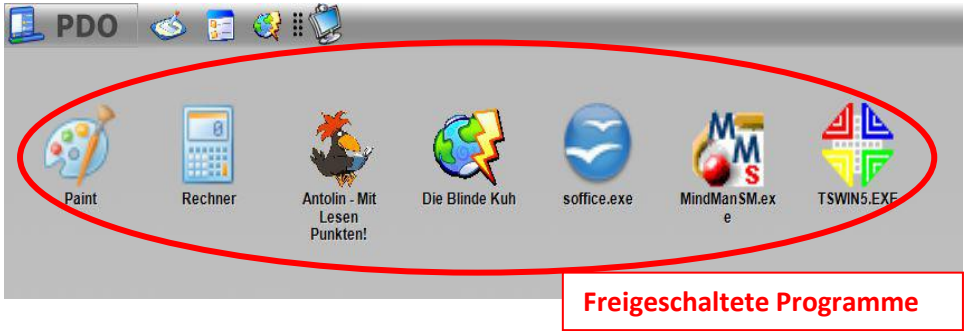 PDO
Paint
Rechner
Antolin - Mit
Lesen
Punkten!
Die Blinde Kuh
soffice.exe
MindManSM.ex
e
TSWIN5.EXE
Freigeschaltete Programme